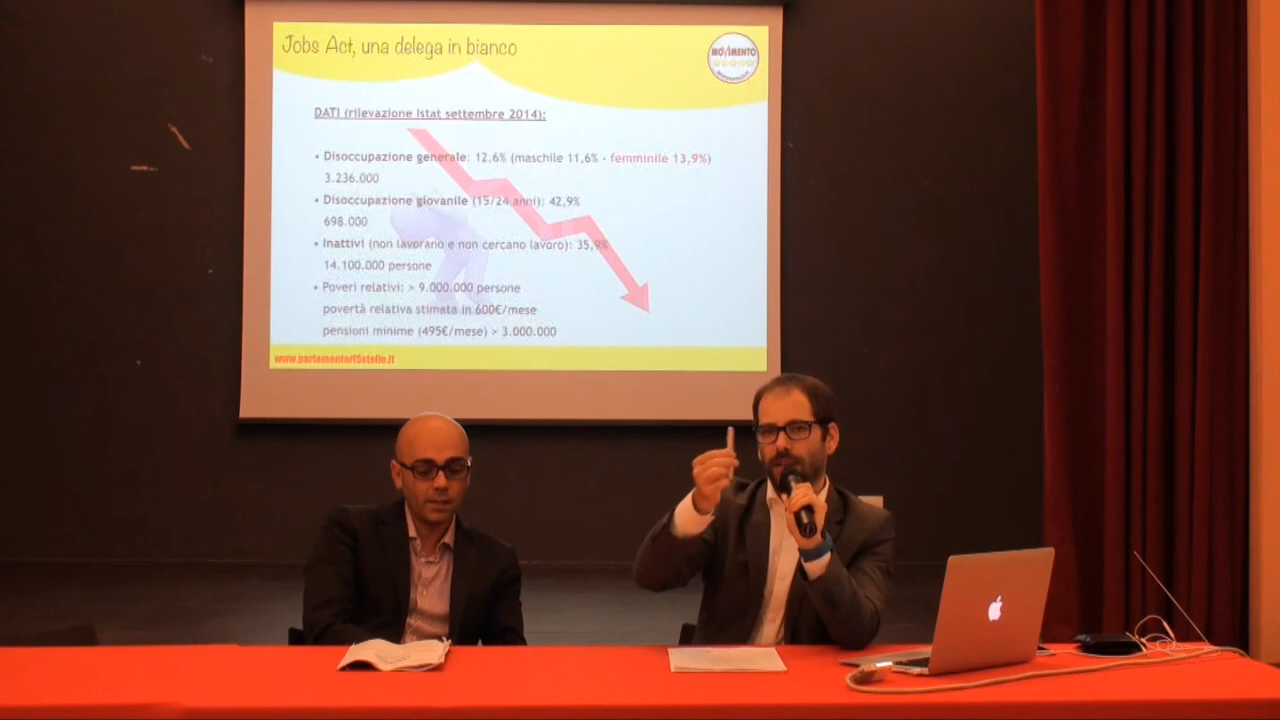 Jobs Act, una delega in bianco
MOVIMENTO
DATI (rilevazione Istat settembre 2014):
• Disoccupazione generale: 12,6% (maschile 11,6% - femminile 13,9%)
3.236.000
• Disoccupazione giovanile (15/24 anni): 42,9%
698.000
• Inattivi (non lavorano e non cercano lavoro): 35,9%
14.100.000 persone
• Poveri relativi: > 9.000.000 persone
povertà relativa stimata in 600€/mese
pensioni minime (495€/mese) > 3.000.000
www.parlamentari5stelle.it